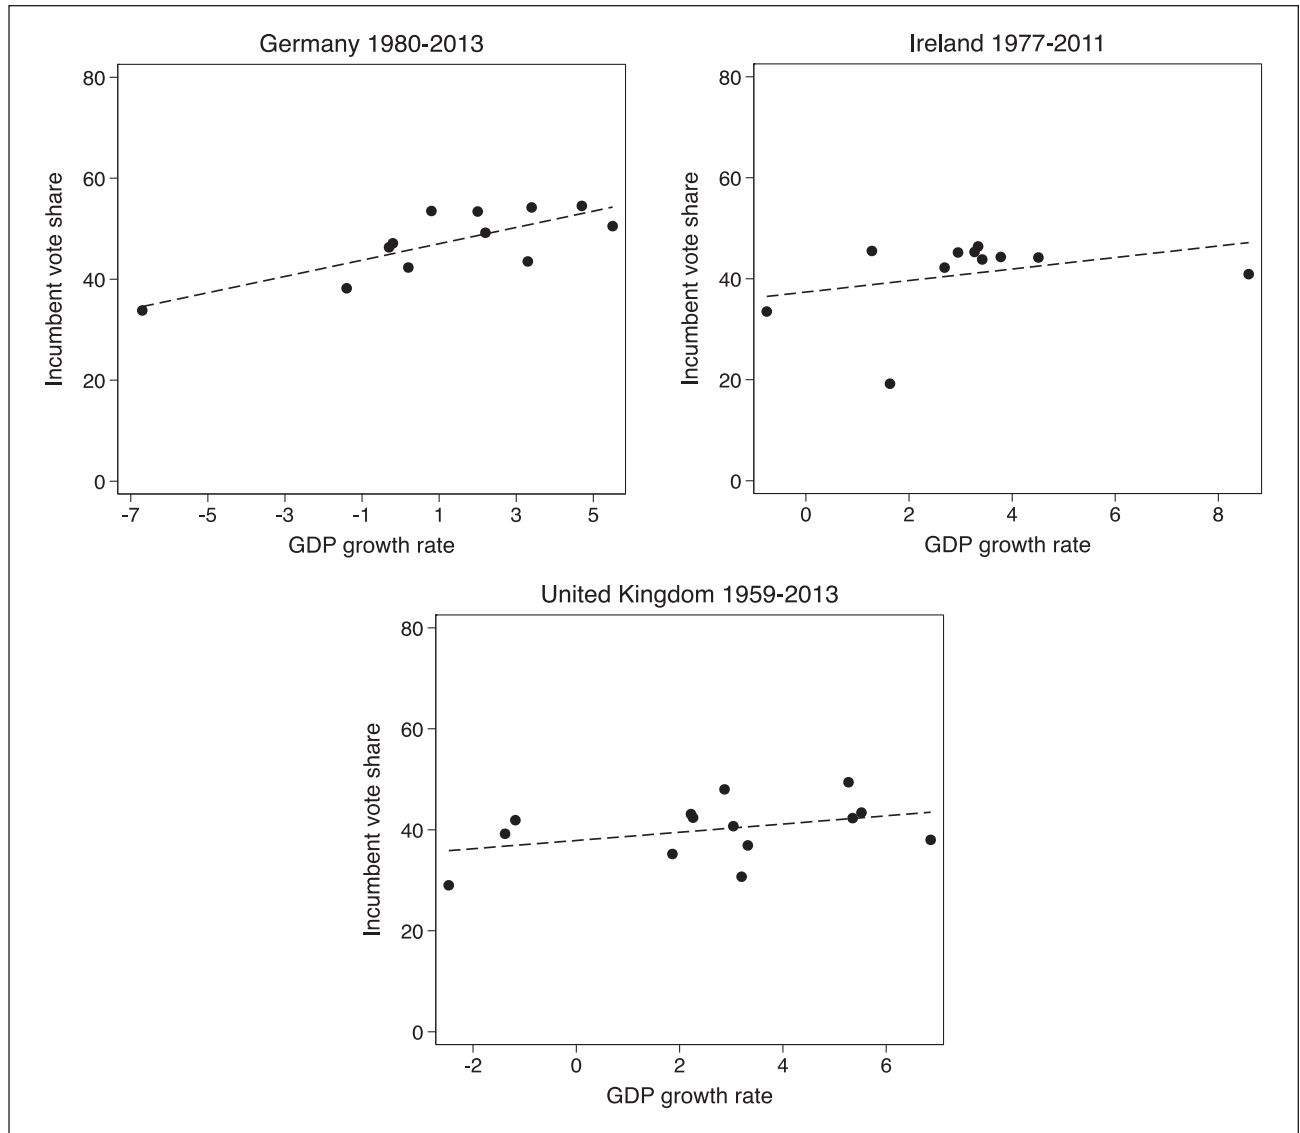 Germany 1980-2013
80
60
40
20
0
Incumbent vote share
-7 -5 -3 -1 1 3 5
GDP growth rate
Ireland 1977-2011
80
60
40
20
0
Incumbent vote share
0 2 4 6 8
GDP growth rate
United Kingdom 1959-2013
80
60
40
20
0
Incumbent vote share
-2 0 2 4 6
GDP growth rate